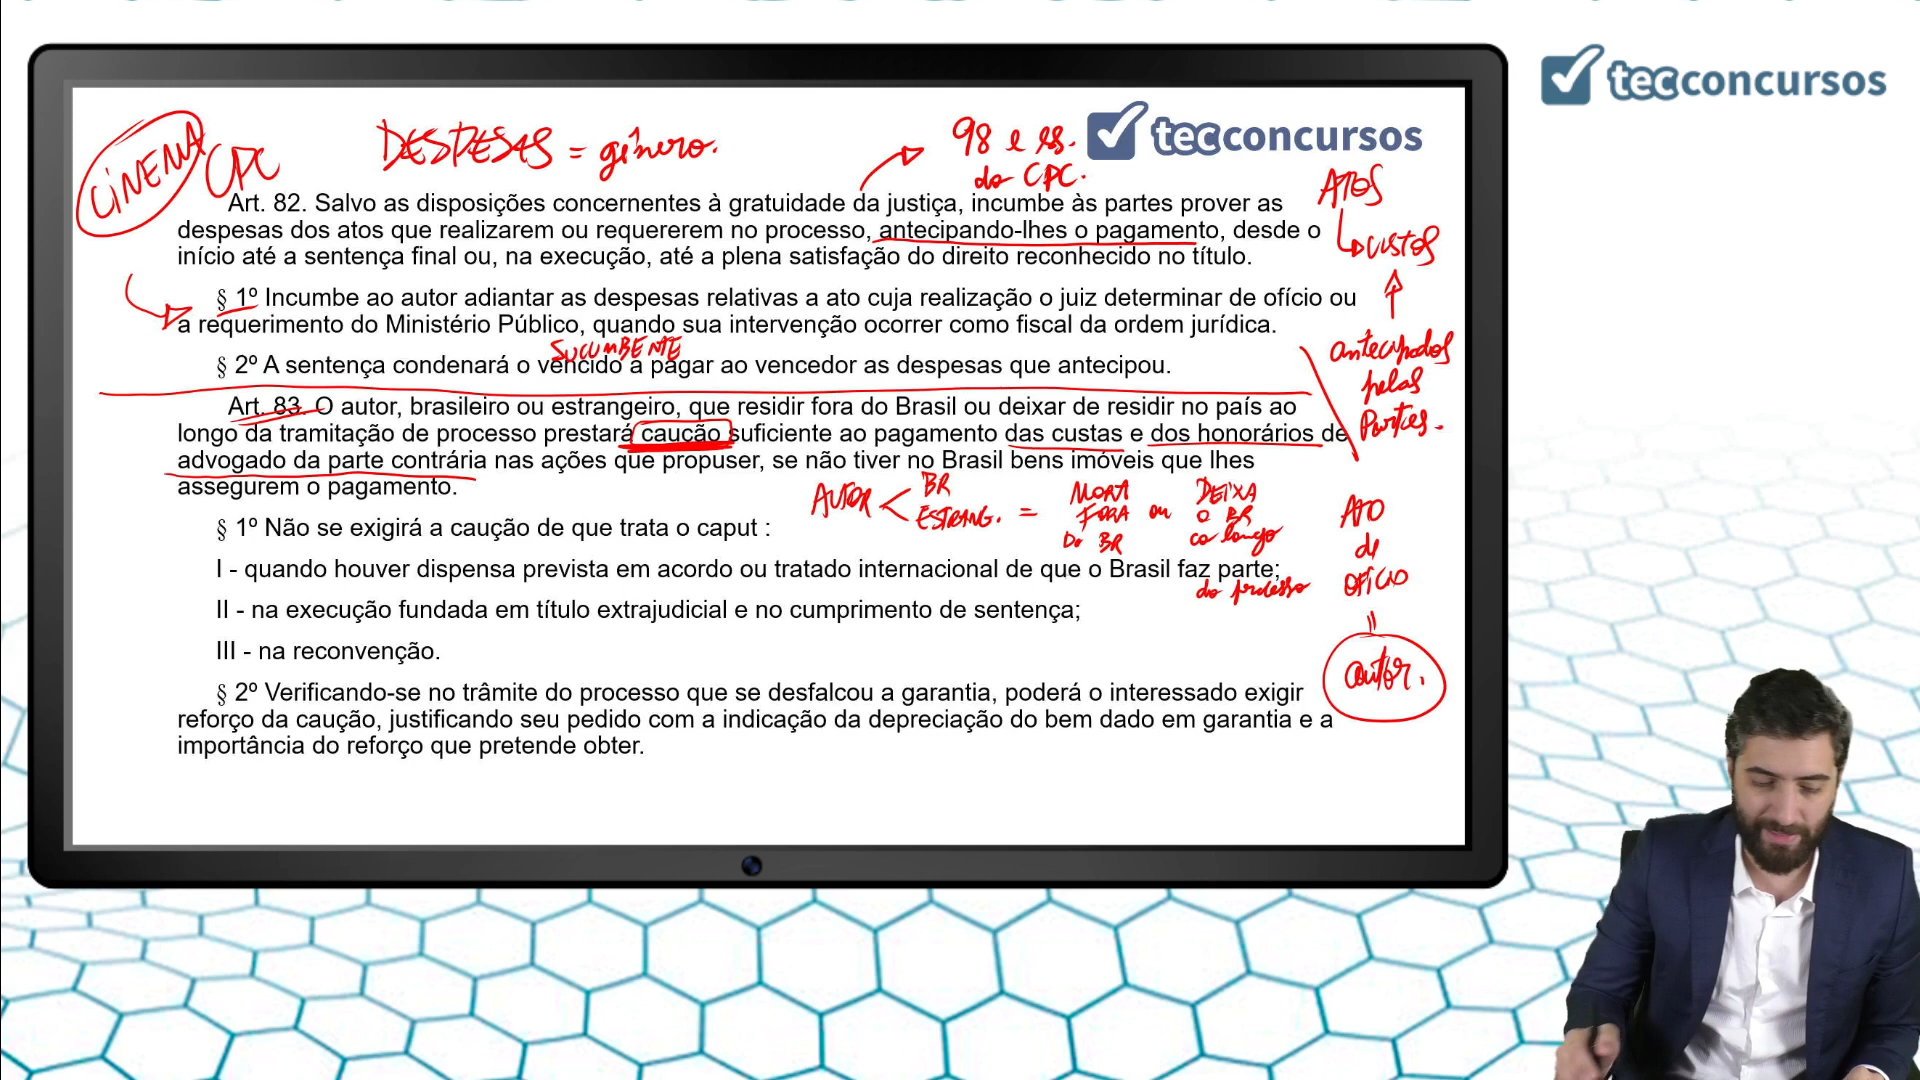 tecconcursos
tecconcursos
CINEMA
CPC
DESPESAS = gênero.
98 e ss.
do CPC.
Art. 82. Salvo as disposições concernentes à gratuidade da justiça, incumbe às partes prover as
despesas dos atos que realizarem ou requererem no processo, antecipando-lhes o pagamento, desde o
início até a sentença final ou, na execução, até a plena satisfação do direito reconhecido no título.
ATOS
custos
antecipados
pelas
Partes.
§ 1º Incumbe ao autor adiantar as despesas relativas a ato cuja realização o juiz determinar de ofício ou
a requerimento do Ministério Público, quando sua intervenção ocorrer como fiscal da ordem jurídica.
SUCUMBENTE
§ 2º A sentença condenará o vencido a pagar ao vencedor as despesas que antecipou.
Art. 83. O autor, brasileiro ou estrangeiro, que residir fora do Brasil ou deixar de residir no país ao
longo da tramitação de processo prestará caução suficiente ao pagamento das custas e dos honorários de
advogado da parte contrária nas ações que propuser, se não tiver no Brasil bens imóveis que lhes
assegurem o pagamento.
AUTOR < BR
ESTRANG. = MORA FORA Do BR ou DEIXA O BR ao longo
do processo
§ 1º Não se exigirá a caução de que trata o caput :
I - quando houver dispensa prevista em acordo ou tratado internacional de que o Brasil faz parte;
II - na execução fundada em título extrajudicial e no cumprimento de sentença;
III - na reconvenção.
ATO
de
OFÍCIO
=
autor.
§ 2º Verificando-se no trâmite do processo que se desfalcou a garantia, poderá o interessado exigir
reforço da caução, justificando seu pedido com a indicação da depreciação do bem dado em garantia e a
importância do reforço que pretende obter.